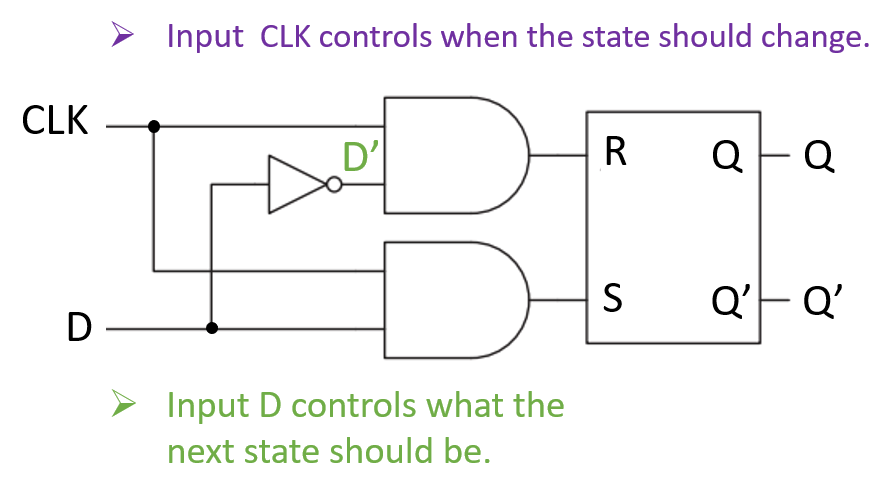 ➢ Input CLK controls when the state should change.
CLK
D’
R Q Q
S Q’ Q’
D
➢ Input D controls what the
next state should be.